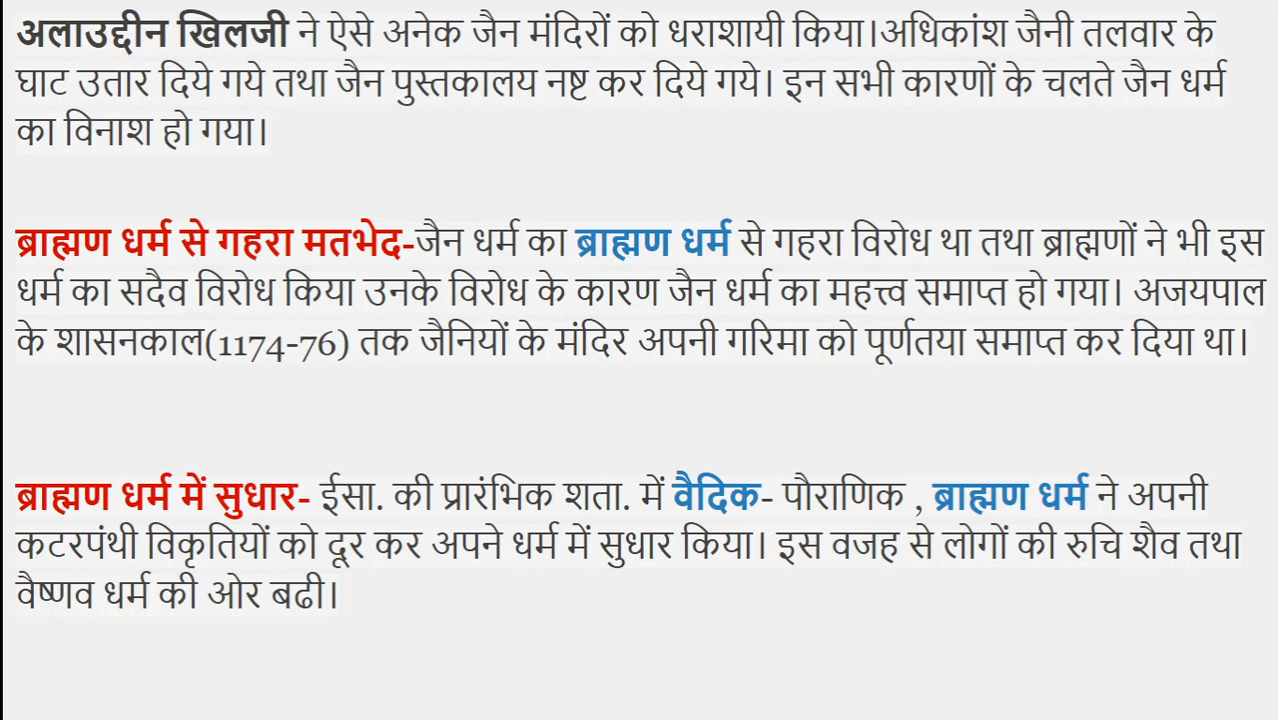 अलाउद्दीन खिलजी ने ऐसे अनेक जैन मंदिरों को धराशायी किया।अधिकांश जैनी तलवार के
घाट उतार दिये गये तथा जैन पुस्तकालय नष्ट कर दिये गये। इन सभी कारणों के चलते जैन धर्म
का विनाश हो गया।
ब्राह्मण धर्म से गहरा मतभेद-जैन धर्म का ब्राह्मण धर्म से गहरा विरोध था तथा ब्राह्मणों ने भी इस
धर्म का सदैव विरोध किया उनके विरोध के कारण जैन धर्म का महत्त्व समाप्त हो गया। अजयपाल
के शासनकाल(1174-76) तक जैनियों के मंदिर अपनी गरिमा को पूर्णतया समाप्त कर दिया था।
ब्राह्मण धर्म में सुधार- ईसा. की प्रारंभिक शता. में वैदिक- पौराणिक , ब्राह्मण धर्म ने अपनी
कटरपंथी विकृतियों को दूर कर अपने धर्म में सुधार किया। इस वजह से लोगों की रुचि शैव तथा
वैष्णव धर्म की ओर बढी।